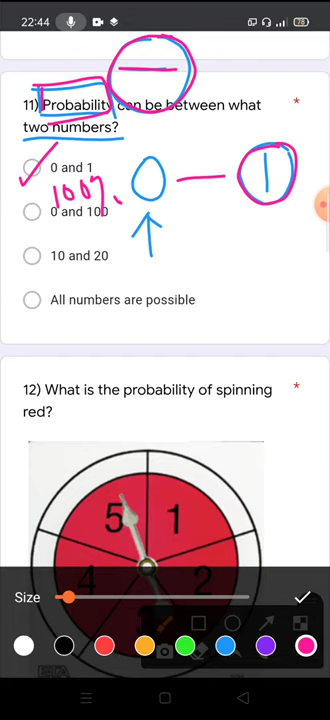 22:44
78
11) Probability can be between what *
two numbers?
0 and 1
100%
0 - 1
0 and 100
10 and 20
All numbers are possible
12) What is the probability of spinning *
red?
5 1
4 2
Size